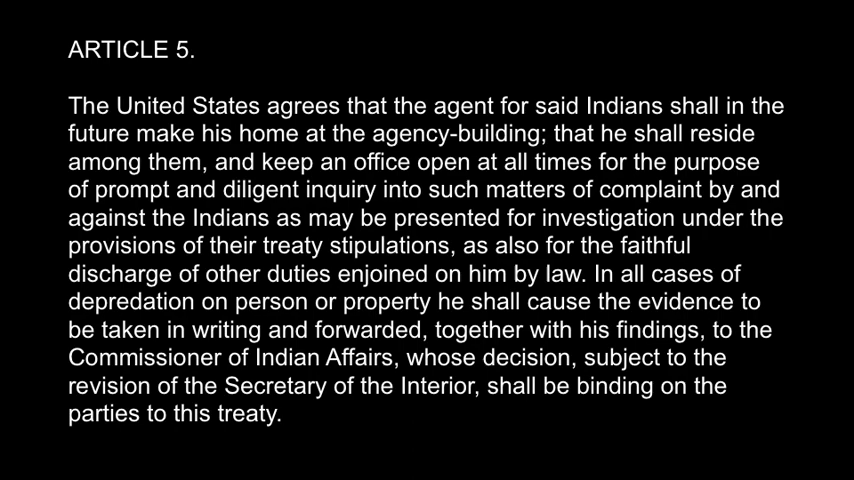 ARTICLE 5.
The United States agrees that the agent for said Indians shall in the
future make his home at the agency-building; that he shall reside
among them, and keep an office open at all times for the purpose
of prompt and diligent inquiry into such matters of complaint by and
against the Indians as may be presented for investigation under the
provisions of their treaty stipulations, as also for the faithful
discharge of other duties enjoined on him by law. In all cases of
depredation on person or property he shall cause the evidence to
be taken in writing and forwarded, together with his findings, to the
Commissioner of Indian Affairs, whose decision, subject to the
revision of the Secretary of the Interior, shall be binding on the
parties to this treaty.